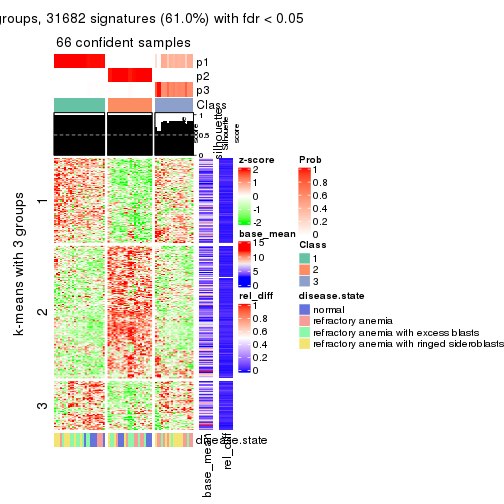 groups, 31682 signatures (61.0%) with fdr < 0.05
66 confident samples
p1
p2
p3
Class
1
0.5
0
silhouette
score
k-means with 3 groups
1
2
3
base_mean
rel_diff
disease.state
z-score
2
1
0
-1
-2
base_mean
15
10
5
0
rel_diff
1
0.8
0.6
0.4
0.2
0
Prob
1
0.8
0.6
0.4
0.2
0
Class
1
2
3
disease.state
normal
refractory anemia
refractory anemia with excess blasts
refractory anemia with ringed sideroblasts